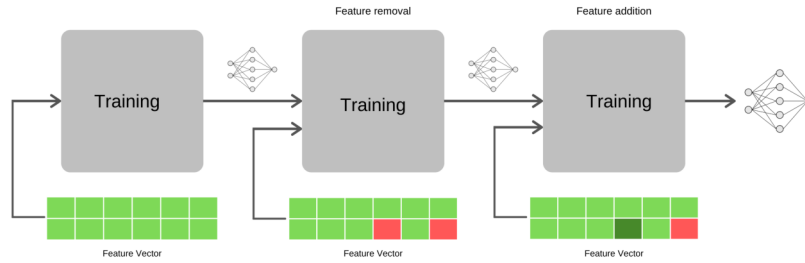 Feature removal
Feature addition
Training
Training
Training
Feature Vector
Feature Vector
Feature Vector